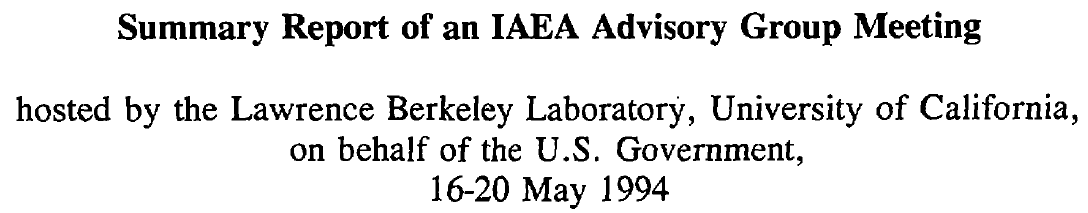 Summary Report of an IAEA Advisory Group Meeting
hosted by the Lawrence Berkeley Laboratory, University of California,
on behalf of the U.S. Government,
16-20 May 1994